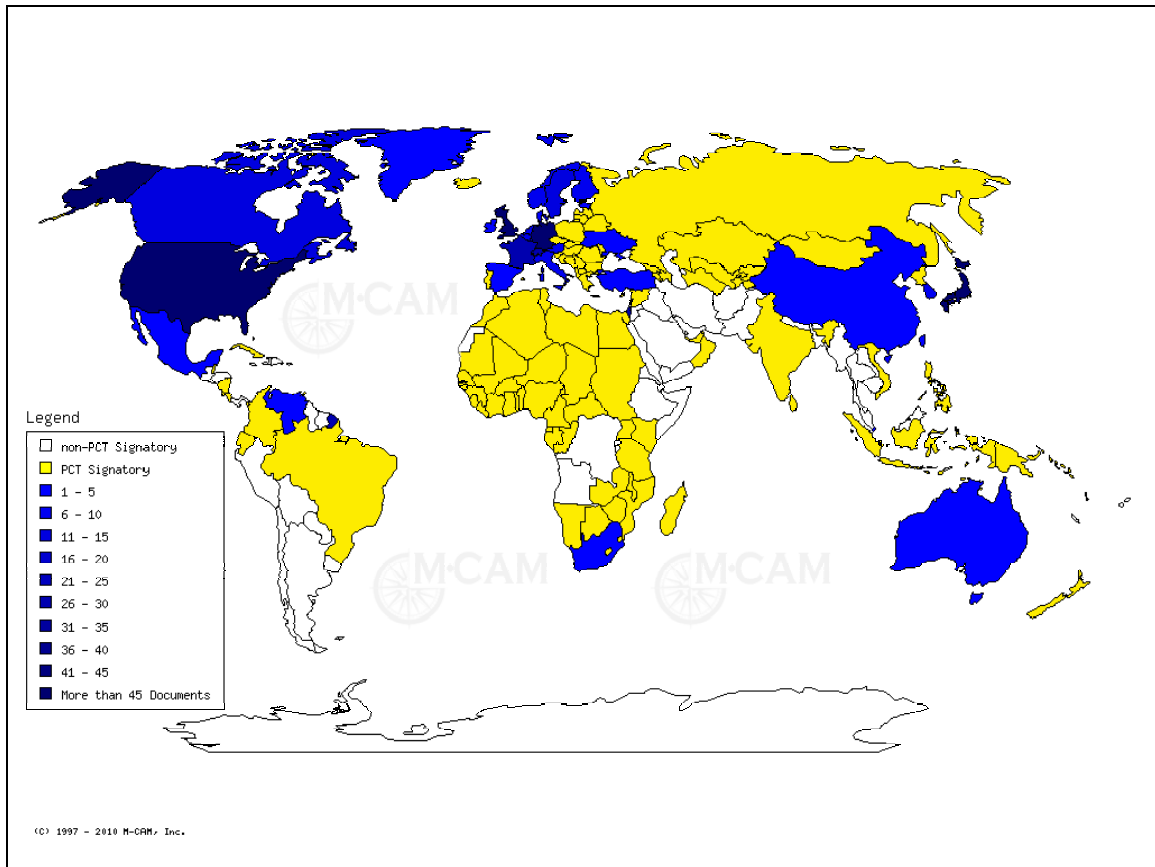 M·CAM
Legend
non-PCT Signatory
PCT Signatory
1 - 5
6 - 10
11 - 15
16 - 20
21 - 25
26 - 30
31 - 35
36 - 40
41 - 45
More than 45 Documents
M·CAM
M·CAM
(C) 1997 - 2010 M-CAM, Inc.